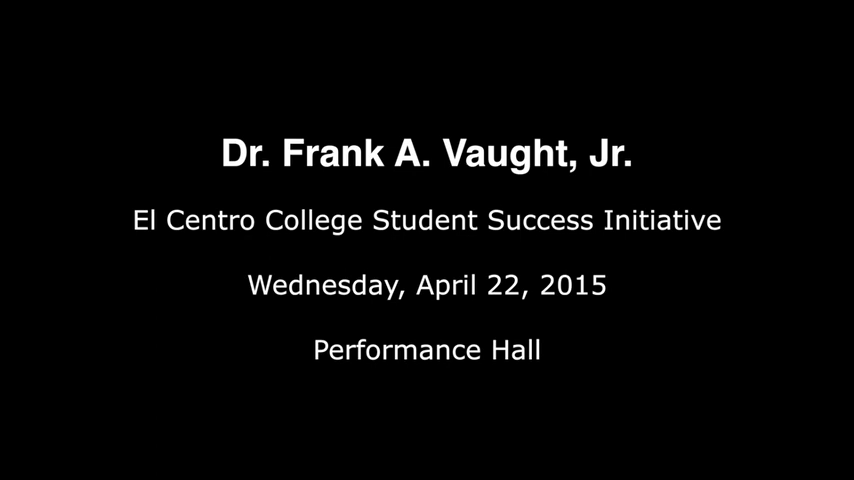 Dr. Frank A. Vaught, Jr.
El Centro College Student Success Initiative
Wednesday, April 22, 2015
Performance Hall